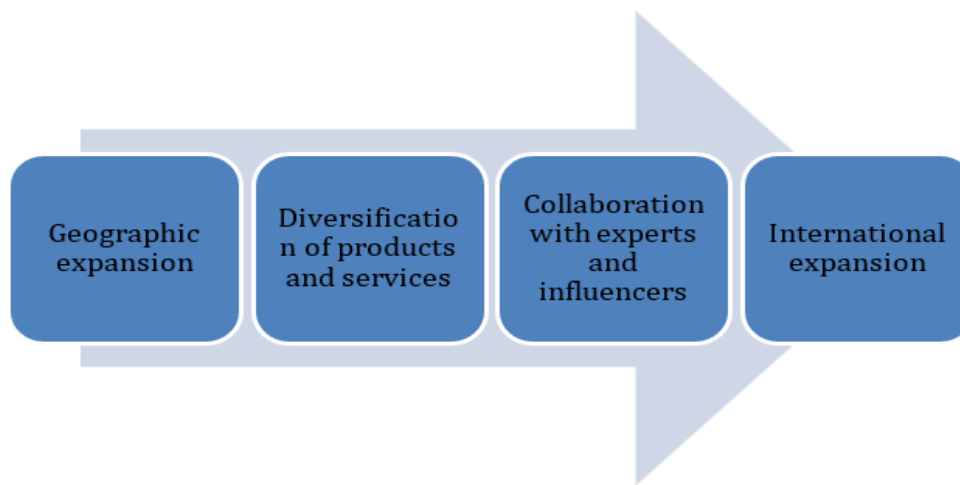 Geographic
expansion
Diversificatio
n of products
and services
Collaboration
with experts
and
influencers
International
expansion